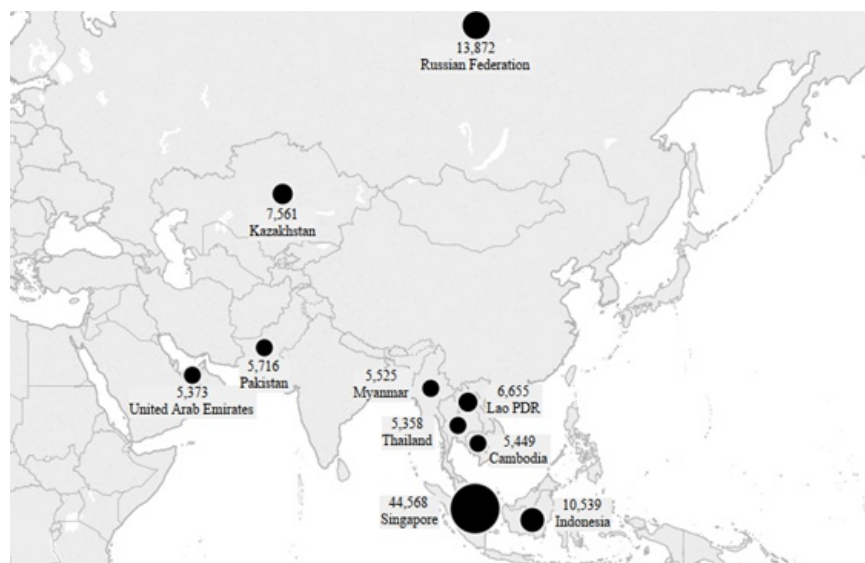 13,872
Russian Federation
7,561
Kazakhstan
5,716
Pakistan
5,373
United Arab Emirates
5,525
Myanmar
6,655
Lao PDR
5,358
Thailand
5,449
Cambodia
44,568
Singapore
10,539
Indonesia